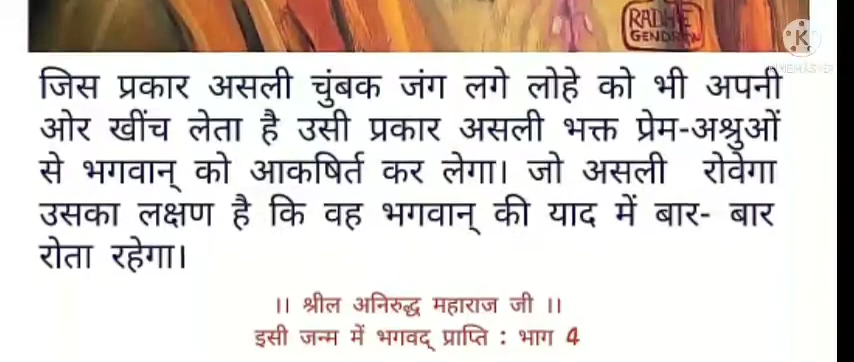 RADHE
जिस प्रकार असली चुंबक जंग लगे लोहे को भी अपनी
ओर खींच लेता है उसी प्रकार असली भक्त प्रेम-अश्रुओं
से भगवान् को आकषिर्त कर लेगा। जो असली रोवेगा
उसका लक्षण है कि वह भगवान् की याद में बार- बार
रोता रहेगा।
।। श्रील अनिरुद्ध महाराज जी ।।
इसी जन्म में भगवद् प्राप्ति : भाग 4